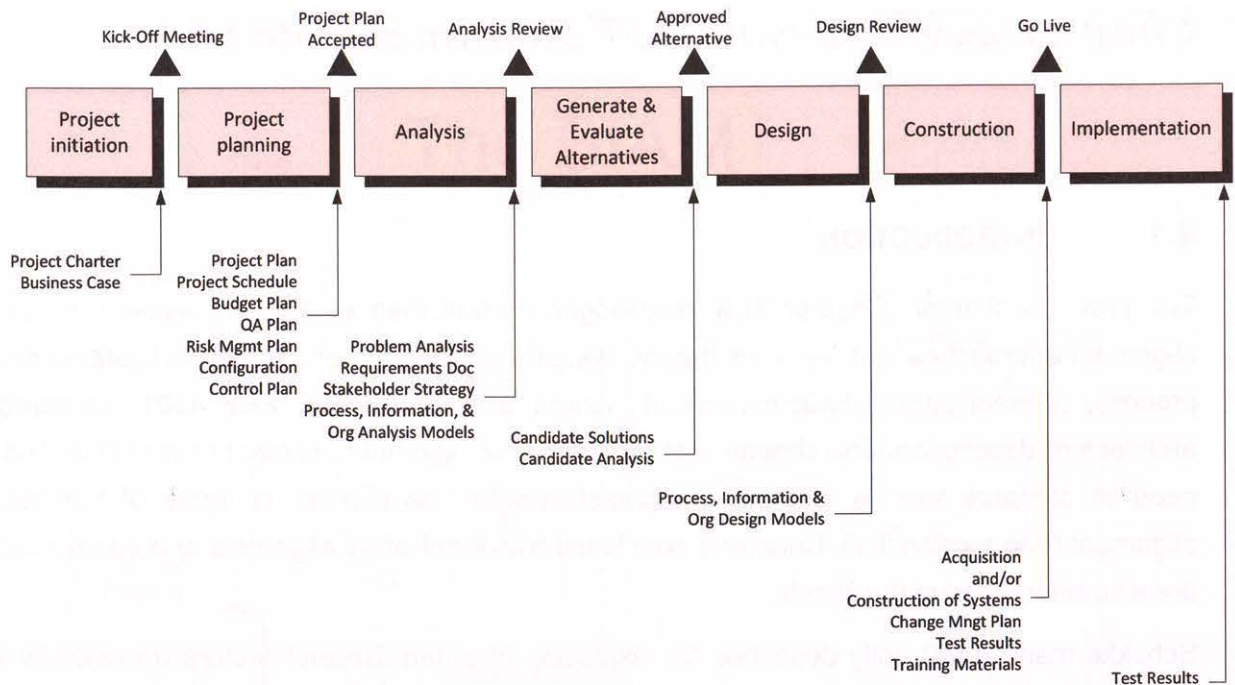 Kick-Off Meeting
Project Plan
Accepted
Analysis Review
Approved
Alternative
Design Review
Go Live
Project
initiation
Project
planning
Analysis
Generate &
Evaluate
Alternatives
Design
Construction
Implementation
Project Charter
Business Case
Project Plan
Project Schedule
Budget Plan
QA Plan
Risk Mgmt Plan
Configuration
Control Plan
Problem Analysis
Requirements Doc
Stakeholder Strategy
Process, Information, &
Org Analysis Models
Candidate Solutions
Candidate Analysis
Process, Information &
Org Design Models
Acquisition
and/or
Construction of Systems
Change Mngt Plan
Test Results
Training Materials
Test Results